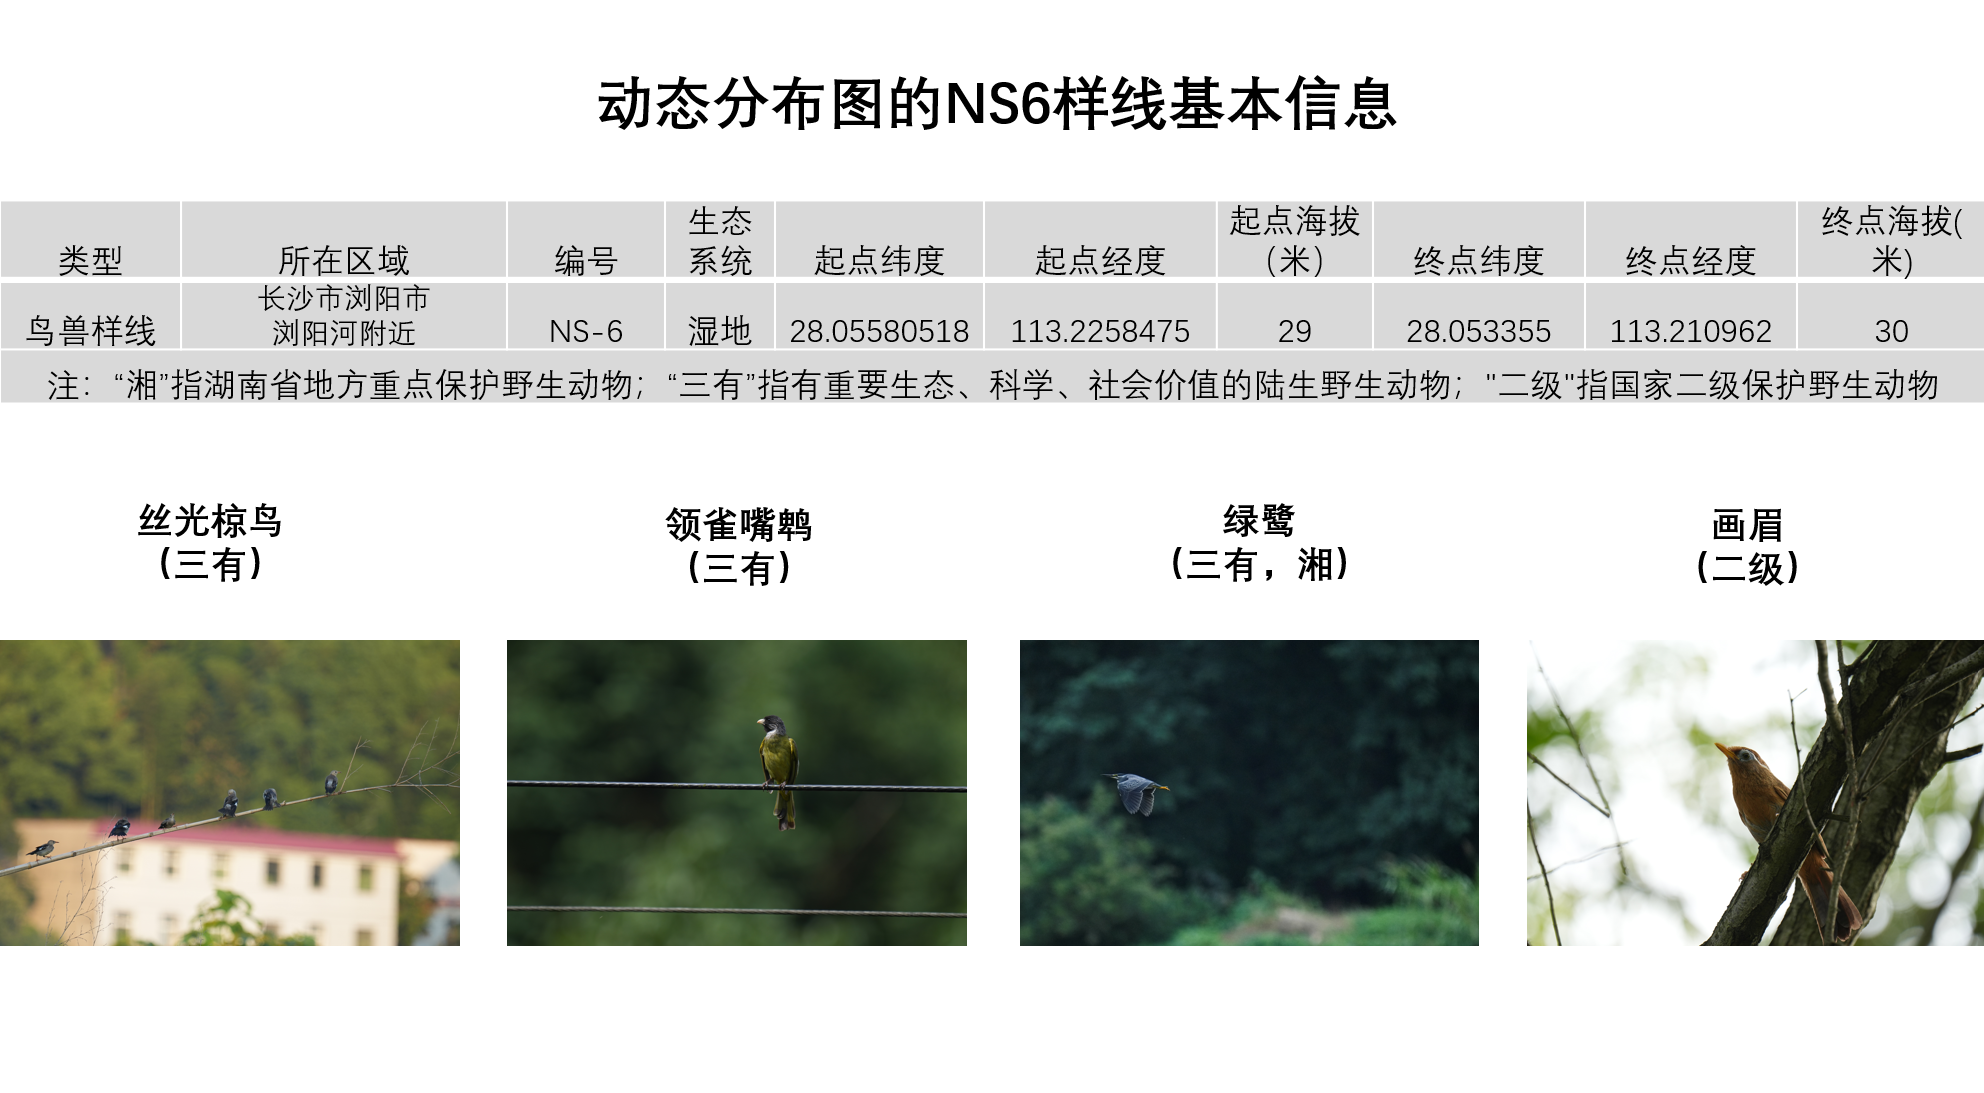 动态分布图的NS6样线基本信息
类型 所在区域 编号 生态系统 起点纬度 起点经度 起点海拔（米） 终点纬度 终点经度 终点海拔(米)
鸟兽样线 长沙市浏阳市浏阳河附近 NS-6 湿地 28.05580518 113.2258475 29 28.053355 113.210962 30
注：“湘”指湖南省地方重点保护野生动物；“三有”指有重要生态、科学、社会价值的陆生野生动物；"二级"指国家二级保护野生动物
丝光椋鸟
（三有）
领雀嘴鹎
（三有）
绿鹭
（三有，湘）
画眉
（二级）